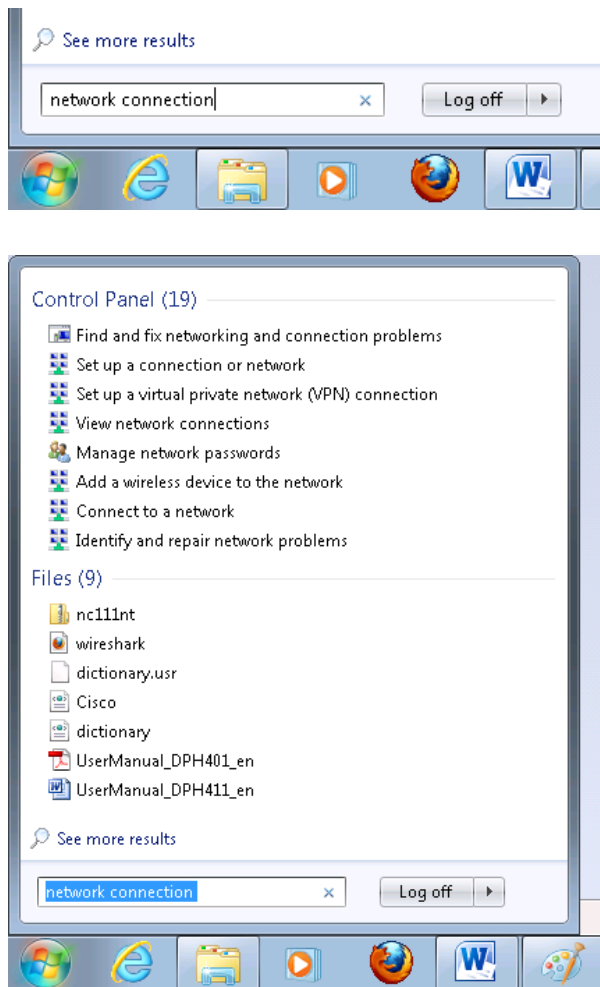 See more results
network connection
Log off
W
Control Panel (19)
Find and fix networking and connection problems
Set up a connection or network
Set up a virtual private network (VPN) connection
View network connections
Manage network passwords
Add a wireless device to the network
Connect to a network
Identify and repair network problems
Files (9)
nc111nt
wireshark
dictionary.usr
Cisco
dictionary
UserManual_DPH401_en
UserManual_DPH411_en
See more results
network connection
Log off
W